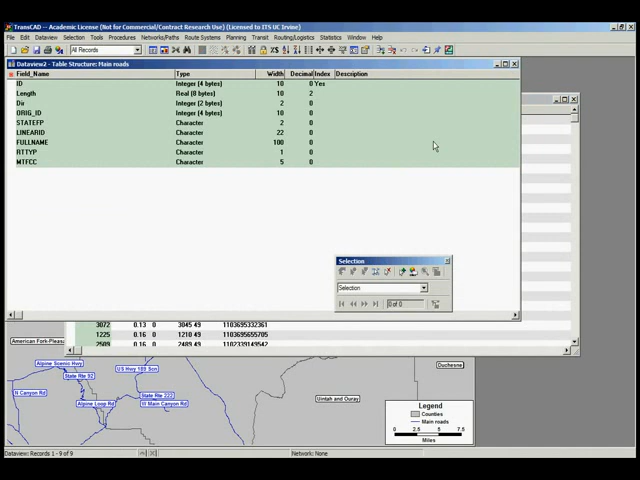 TransCAD -- Academic License (Not for Commercial/Contract Research Use) (Licensed to ITS UC Irvine)
File Edit Map Dataview Selection Tools Procedures Networks/Paths Route Systems Planning Transit Routing/Logistics Statistics Window Help
All Records
Dataview2 - Table Structure: Main roads
Field_Name Type Width Decimal Index Description
ID Integer (4 bytes) 10 0 Yes
Length Real (8 bytes) 10 2
Dir Integer (2 bytes) 2 0
ORIG_ID Integer (4 bytes) 10 0
STATEFP Character 2 0
LINEARID Character 22 0
FULLNAME Character 100 0
RTTYP Character 1 0
MTFCC Character 5 0
Selection
Selection
0 of 0
3072 0.13 0 3045 49 1103695332361
1225 0.16 0 1210 49 1103695655705
2509 0.16 0 2489 49 1102339149542
American Fork-Pleasa
Alpine Scenic Hwy
US Hwy 189 Scn
State Rte 92
N Canyon Rd
State Rte 222
Alpine Loop Rd
W Main Canyon Rd
Duchesne
Uintah and Ouray
Legend
Counties
Main roads
0 2.5 5 7.5
Miles
Dataview: Records 1 - 9 of 9
Network: None